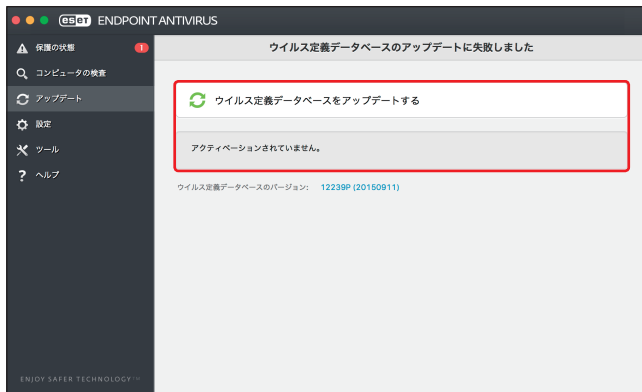 eset ENDPOINT ANTIVIRUS
保護の状態 1
ウイルス定義データベースのアップデートに失敗しました
コンピュータの検査
アップデート
設定
ツール
? ヘルプ
ウイルス定義データベースをアップデートする
アクティベーションされていません。
ウイルス定義データベースのバージョン: 12239P (20150911)
ENJOY SAFER TECHNOLOGY™